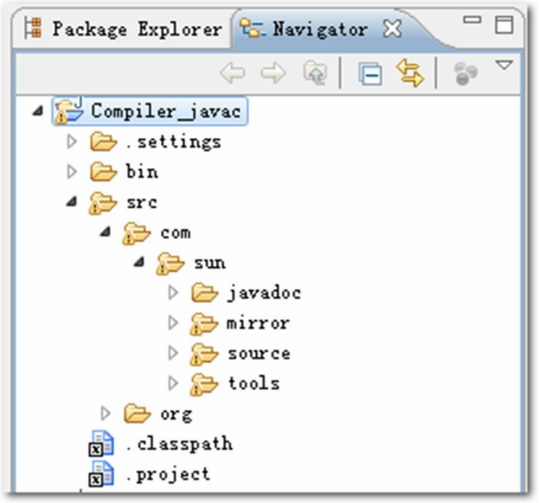 Package Explorer Navigator
Compiler_javac
.settings
bin
src
com
sun
javadoc
mirror
source
tools
org
.classpath
.project